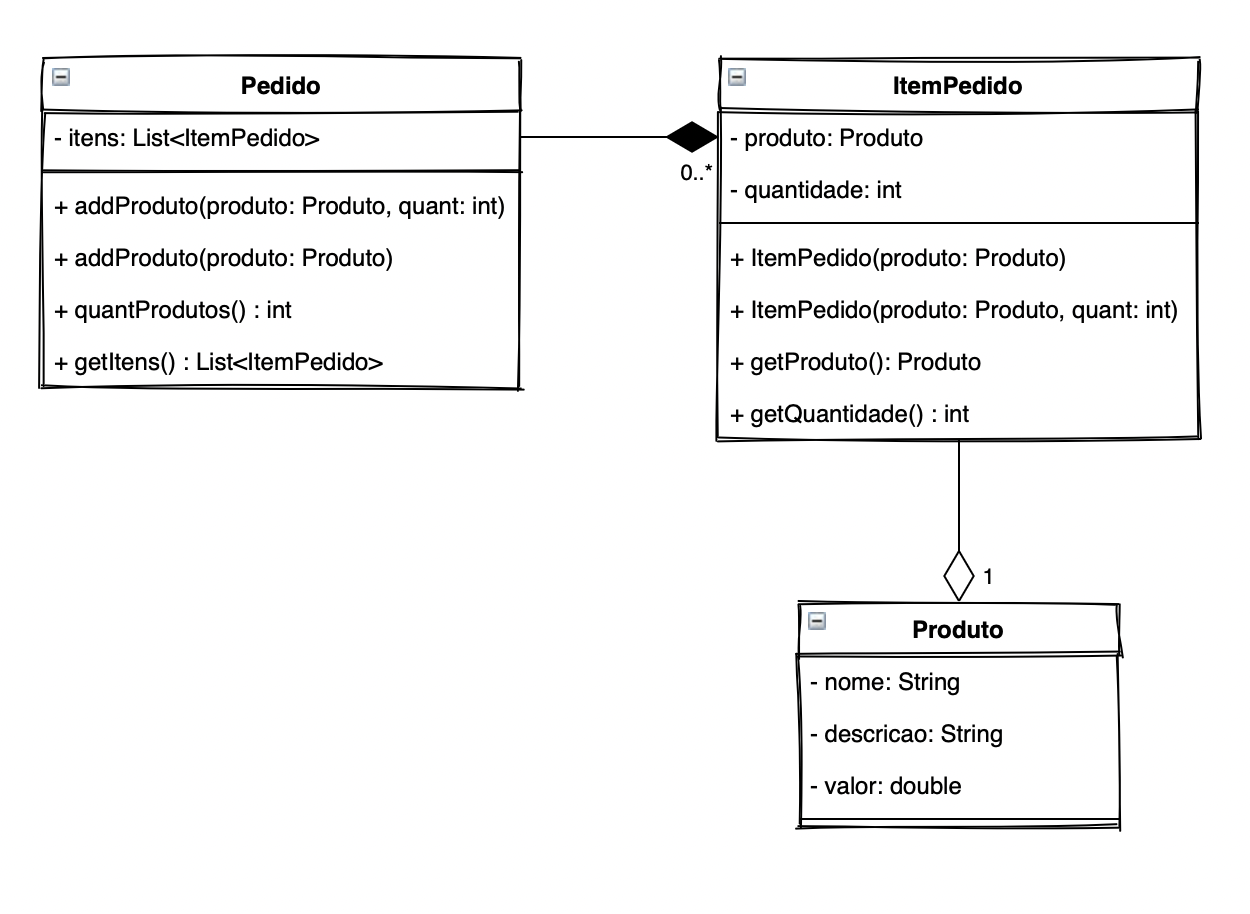 Pedido
- itens: List<ItemPedido>
+ addProduto(produto: Produto, quant: int)
+ addProduto(produto: Produto)
+ quantProdutos() : int
+ getItens() : List<ItemPedido>
0..*
ItemPedido
- produto: Produto
- quantidade: int
+ ItemPedido(produto: Produto)
+ ItemPedido(produto: Produto, quant: int)
+ getProduto(): Produto
+ getQuantidade() : int
1
Produto
- nome: String
- descricao: String
- valor: double